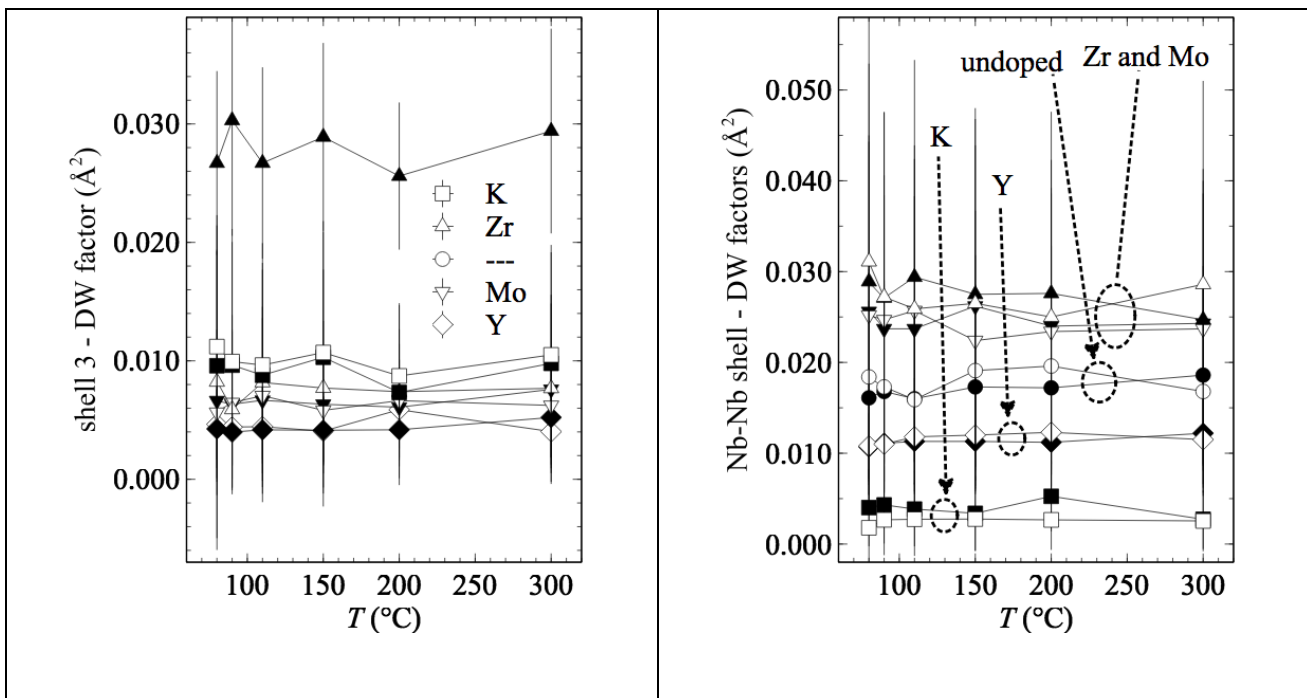 shell 3 - DW factor (Å²)
0.030
0.020
0.010
0.000
K
Zr
---
Mo
Y
100 150 200 250 300
T (°C)
Nb-Nb shell - DW factors (Å²)
0.050
0.040
0.030
0.020
0.010
0.000
undoped
Zr and Mo
K
Y
100 150 200 250 300
T (°C)